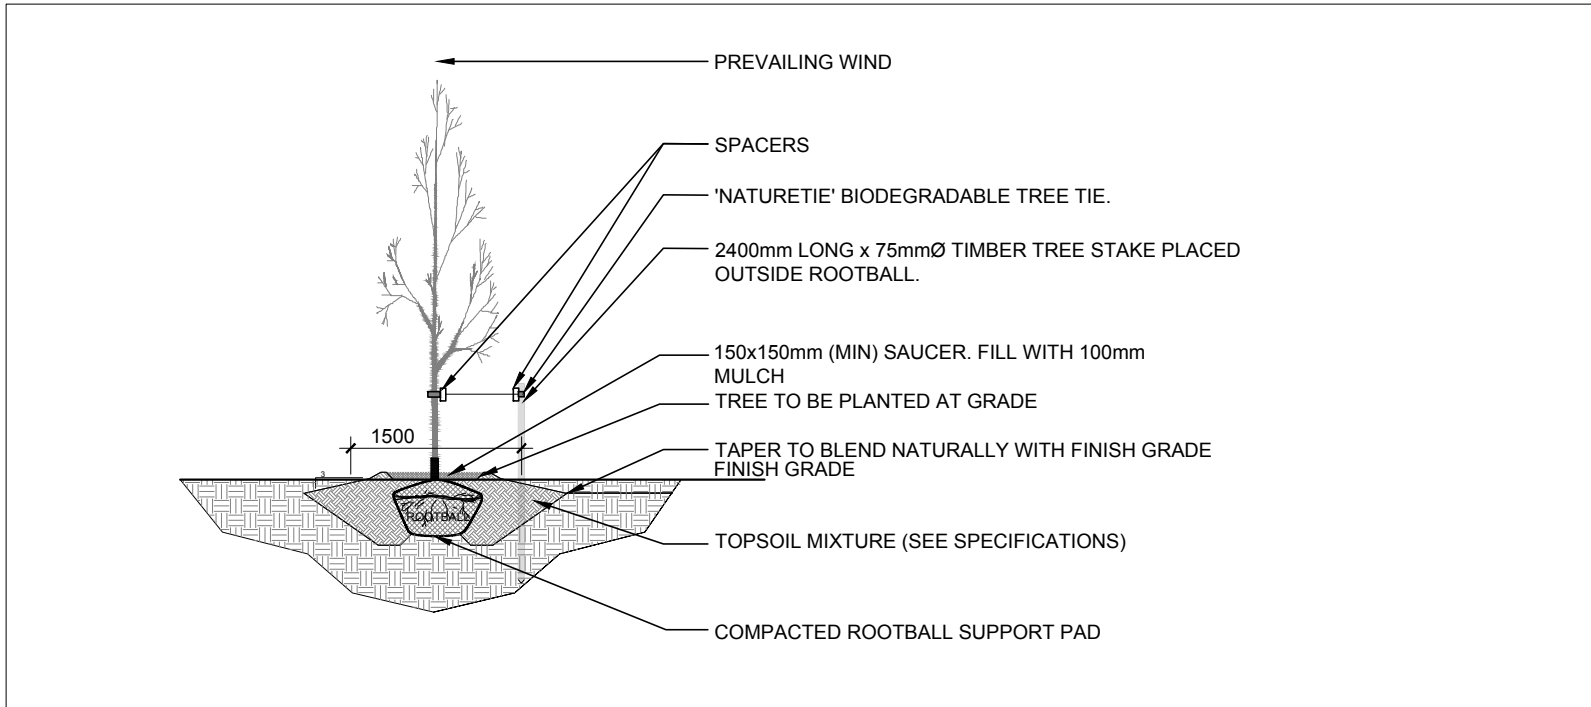 PREVAILING WIND
SPACERS
'NATURETIE' BIODEGRADABLE TREE TIE.
2400mm LONG x 75mmØ TIMBER TREE STAKE PLACED
OUTSIDE ROOTBALL.
150x150mm (MIN) SAUCER. FILL WITH 100mm
MULCH
TREE TO BE PLANTED AT GRADE
1500
TAPER TO BLEND NATURALLY WITH FINISH GRADE
FINISH GRADE
3
ROOTBALL
TOPSOIL MIXTURE (SEE SPECIFICATIONS)
COMPACTED ROOTBALL SUPPORT PAD